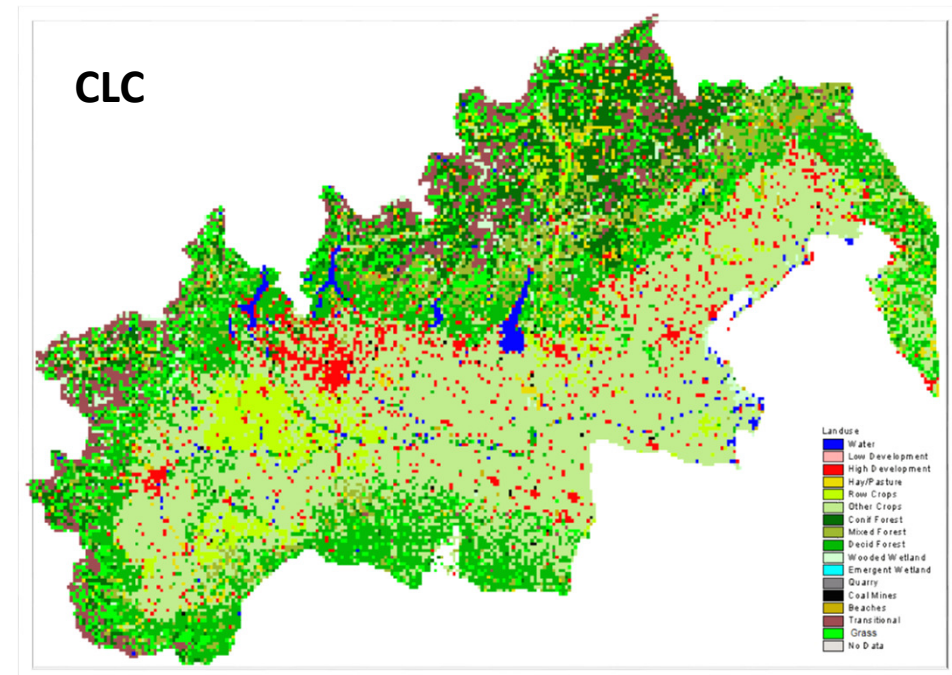 CLC
Landuse
Water
Low Development
High Development
Hay/Pasture
Row Crops
Other Crops
Conif Forest
Mixed Forest
Decid Forest
Wooded Wetland
Emergent Wetland
Quarry
Coal Mines
Beaches
Transitional
Grass
No Data